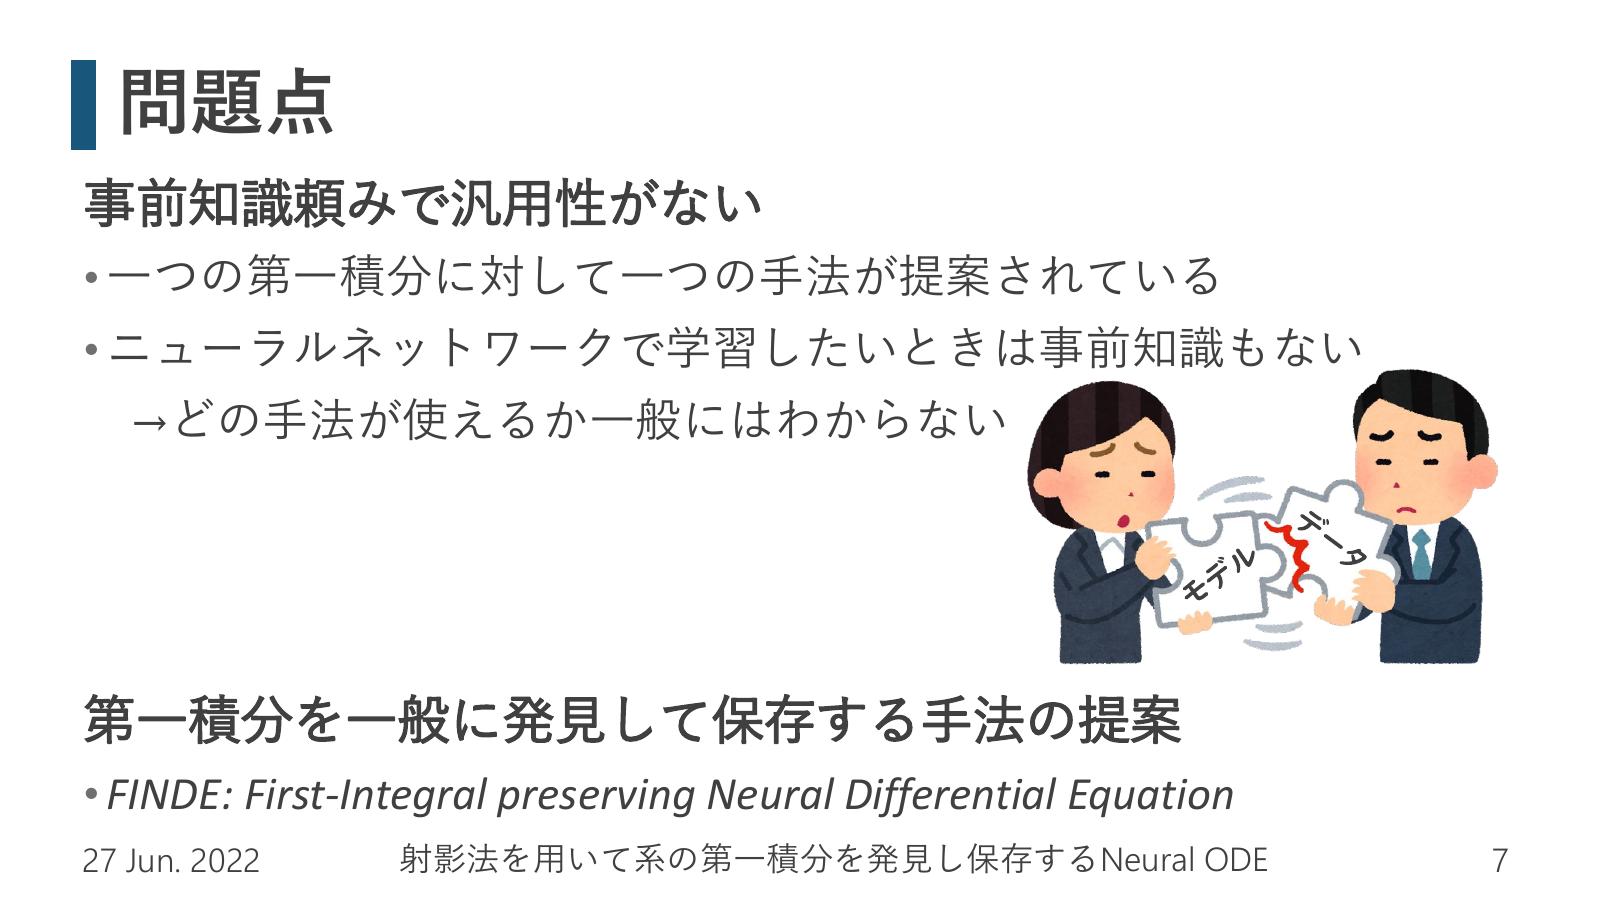 問題点
事前知識頼みで汎用性がない
•一つの第一積分に対して一つの手法が提案されている
•ニューラルネットワークで学習したいときは事前知識もない
→どの手法が使えるか一般にはわからない
モデル
データ
第一積分を一般に発見して保存する手法の提案
•FINDE: First-Integral preserving Neural Differential Equation
27 Jun. 2022
射影法を用いて系の第一積分を発見し保存するNeural ODE
7